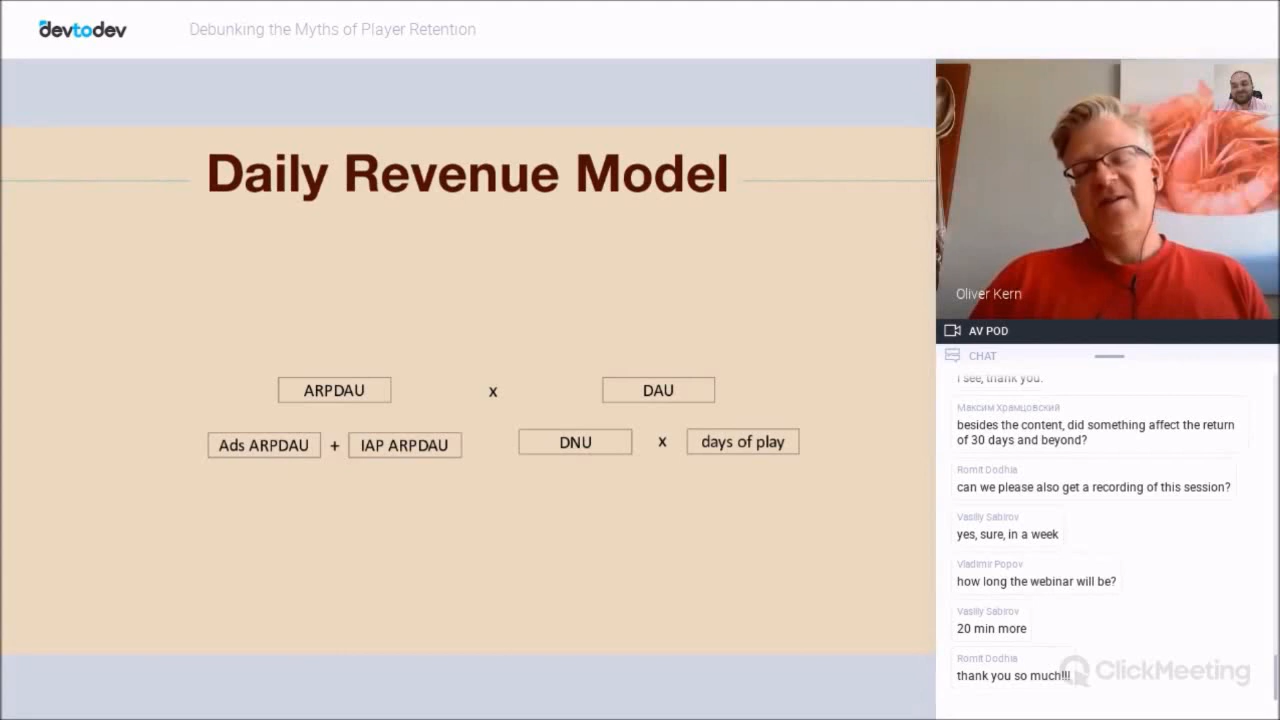 devtodev
Debunking the Myths of Player Retention
Daily Revenue Model
ARPDAU x DAU
Ads ARPDAU + IAP ARPDAU DNU x days of play
Oliver Kern
AV POD
CHAT
I see, thank you.
Максим Храмцовский
besides the content, did something affect the return
of 30 days and beyond?
Romit Dodhia
can we please also get a recording of this session?
Vasiliy Sabirov
yes, sure, in a week
Vladimir Popov
how long the webinar will be?
Vasiliy Sabirov
20 min more
Romit Dodhia
thank you so much!!!
ClickMeeting